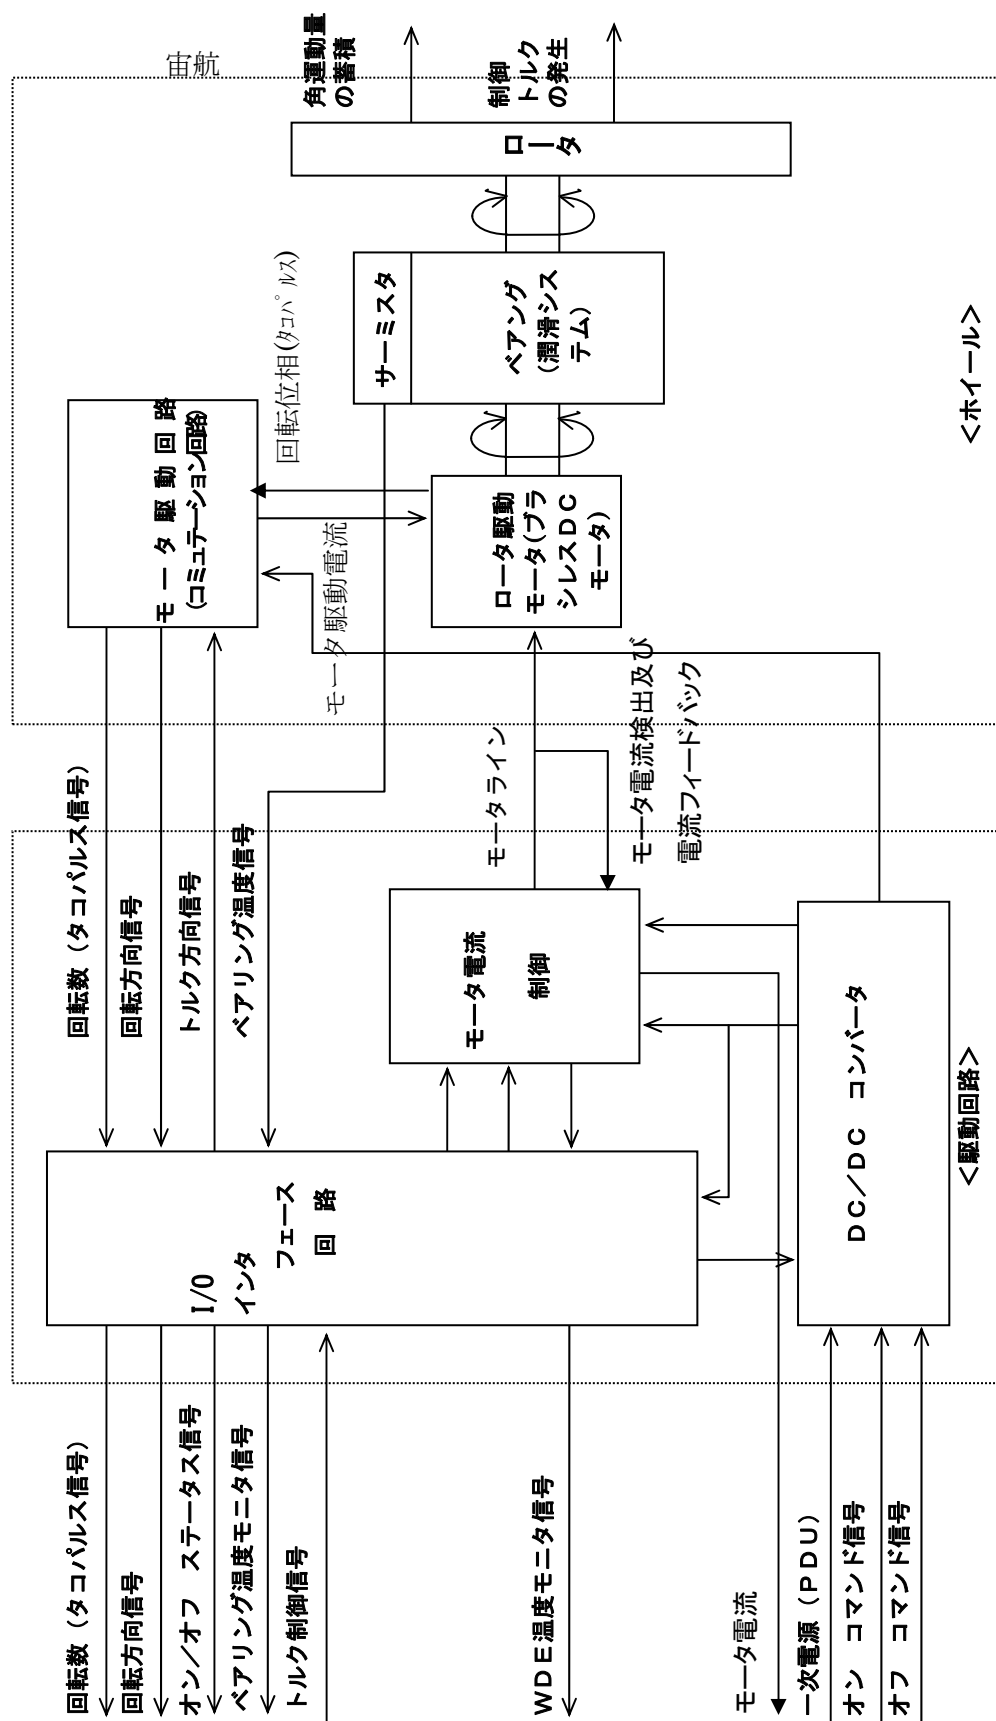 宙航
角運動量
の蓄積
制御
トルク
の発生
ロータ
サーミスタ
ベアング
(潤滑シス
テム)
回転位相(ﾀｺﾊﾟﾙｽ)
モータ駆動回路
(コミュテーション回路)
ロータ駆動
モータ(ブラ
シレスDC
モータ)
モータ駆動電流
<ホイール>
回転数(タコパルス信号)
回転方向信号
トルク方向信号
ベアリング温度信号
モータライン
モータ電流検出及び
電流フィードバック
モータ電流
制御
I/O
インタ
フェース
回路
DC/DC コンバータ
<駆動回路>
回転数(タコパルス信号)
回転方向信号
オン/オフ ステータス信号
ベアリング温度モニタ信号
トルク制御信号
WDE温度モニタ信号
モータ電流
一次電源(PDU)
オン コマンド信号
オフ コマンド信号